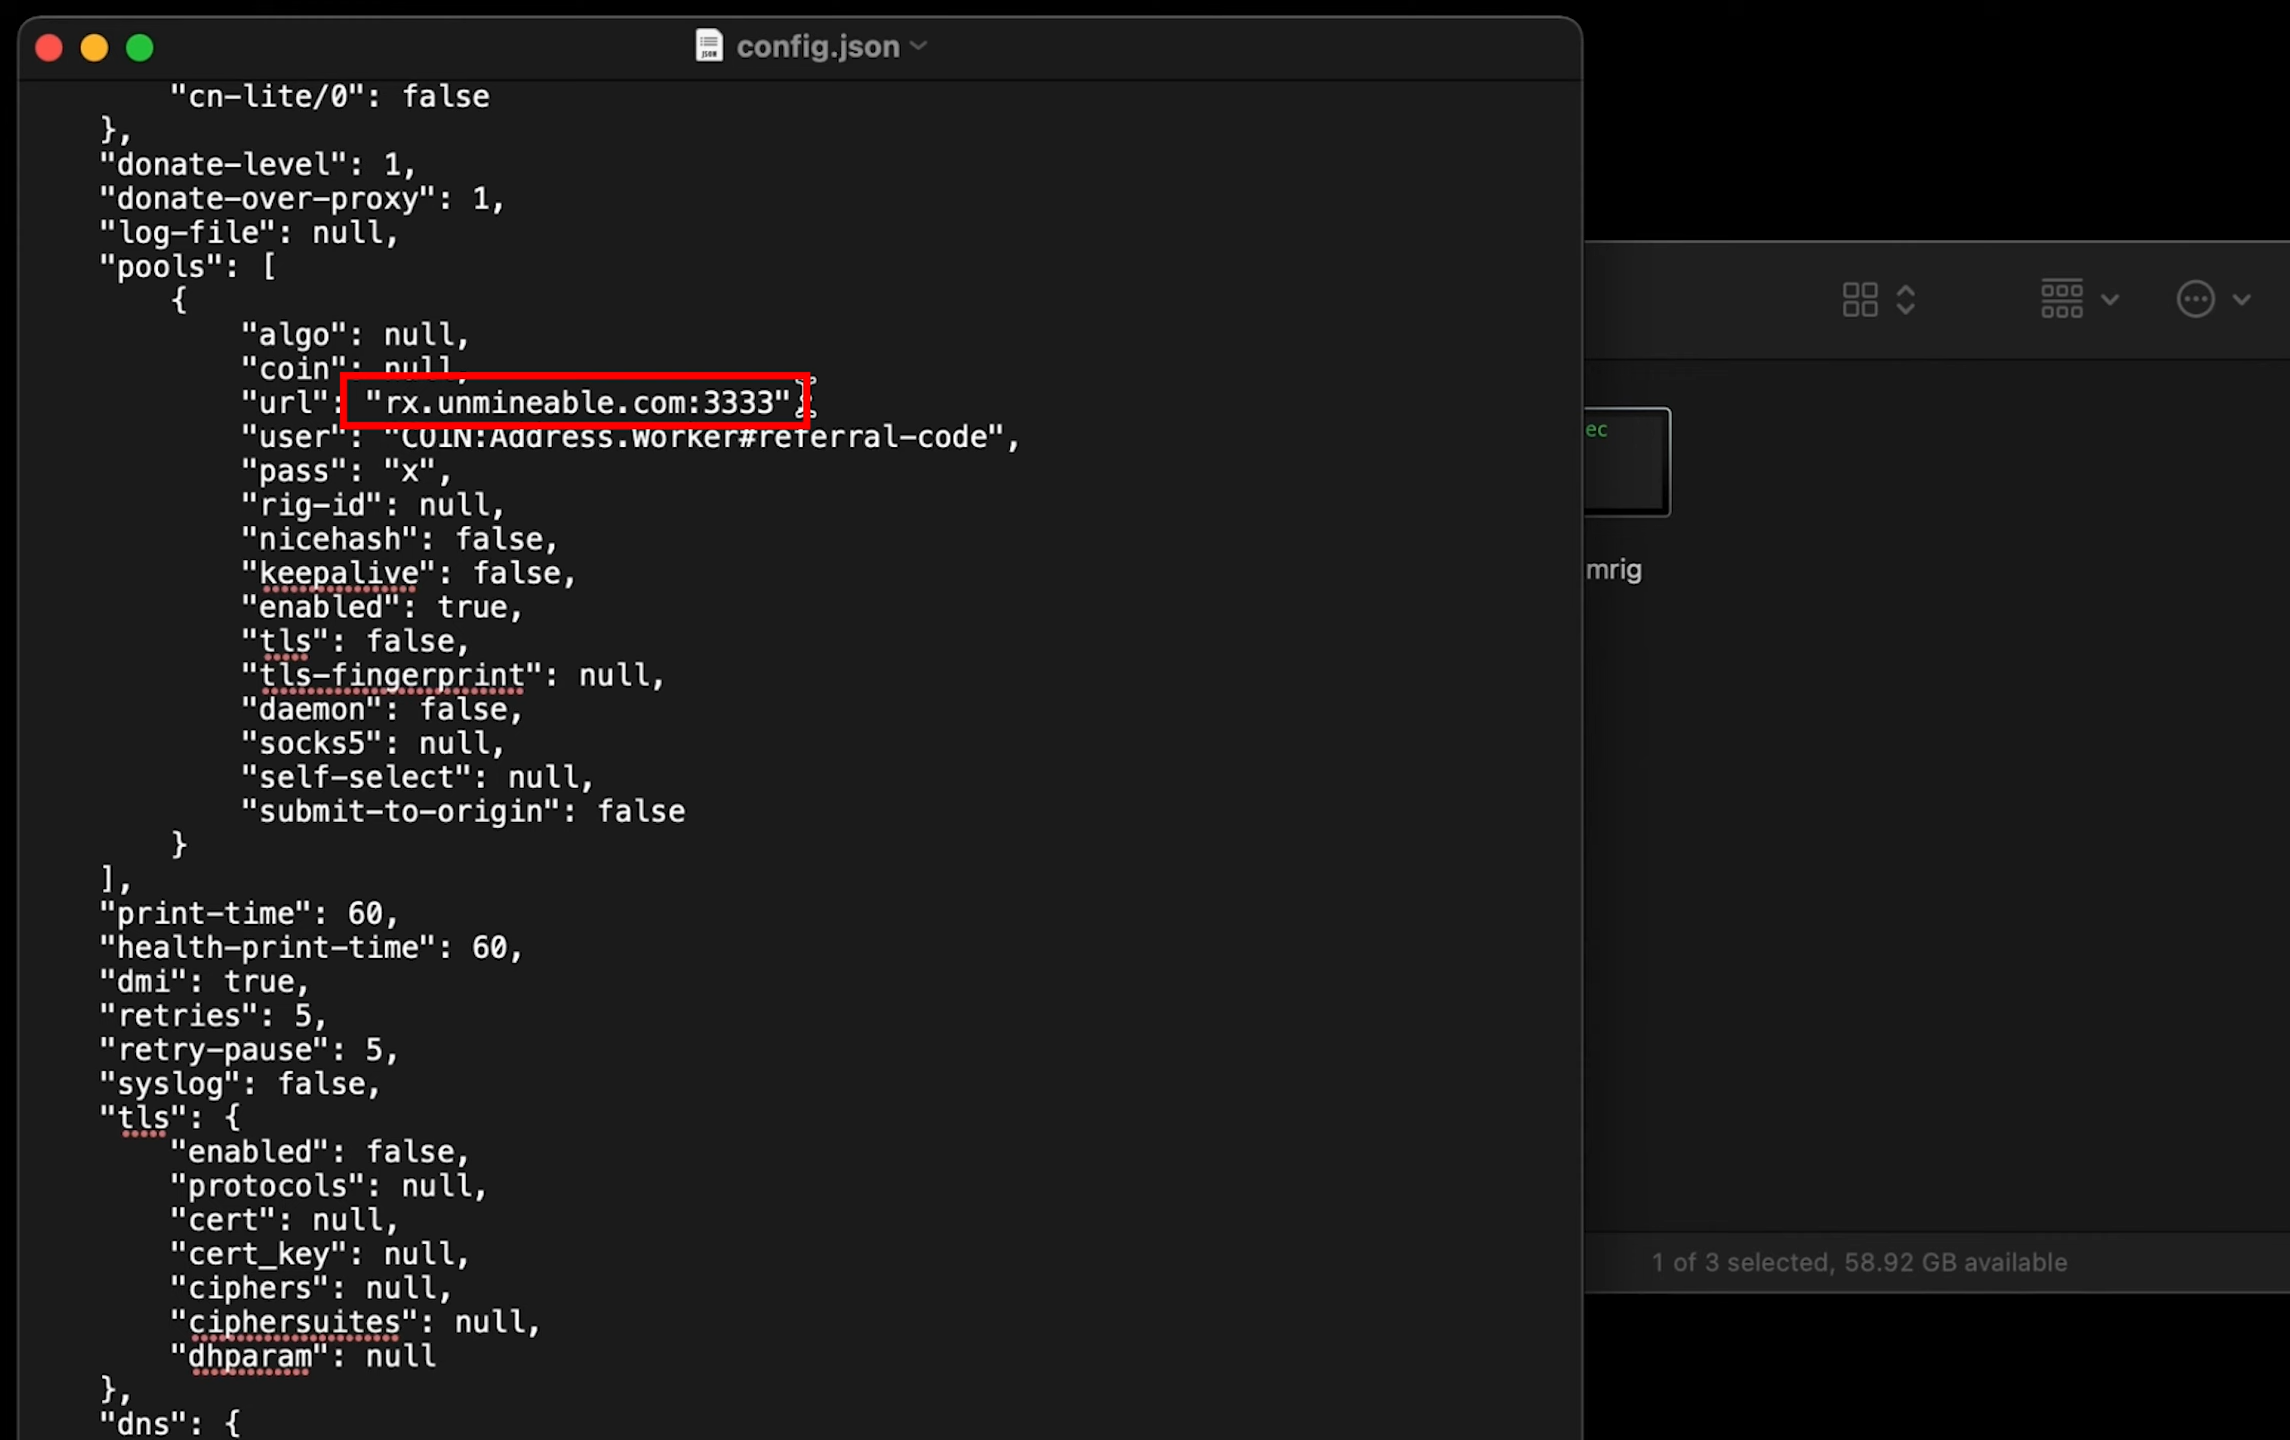 config.json
"cn-lite/0": false
},
"donate-level": 1,
"donate-over-proxy": 1,
"log-file": null,
"pools": [
{
"algo": null,
"coin": null,
"url": "rx.unmineable.com:3333",
"user": "COIN:Address.Worker#referral-code",
"pass": "x",
"rig-id": null,
"nicehash": false,
"keepalive": false,
"enabled": true,
"tls": false,
"tls-fingerprint": null,
"daemon": false,
"socks5": null,
"self-select": null,
"submit-to-origin": false
}
],
"print-time": 60,
"health-print-time": 60,
"dmi": true,
"retries": 5,
"retry-pause": 5,
"syslog": false,
"tls": {
"enabled": false,
"protocols": null,
"cert": null,
"cert_key": null,
"ciphers": null,
"ciphersuites": null,
"dhparam": null
},
"dns": {
ec
mrig
1 of 3 selected, 58.92 GB available